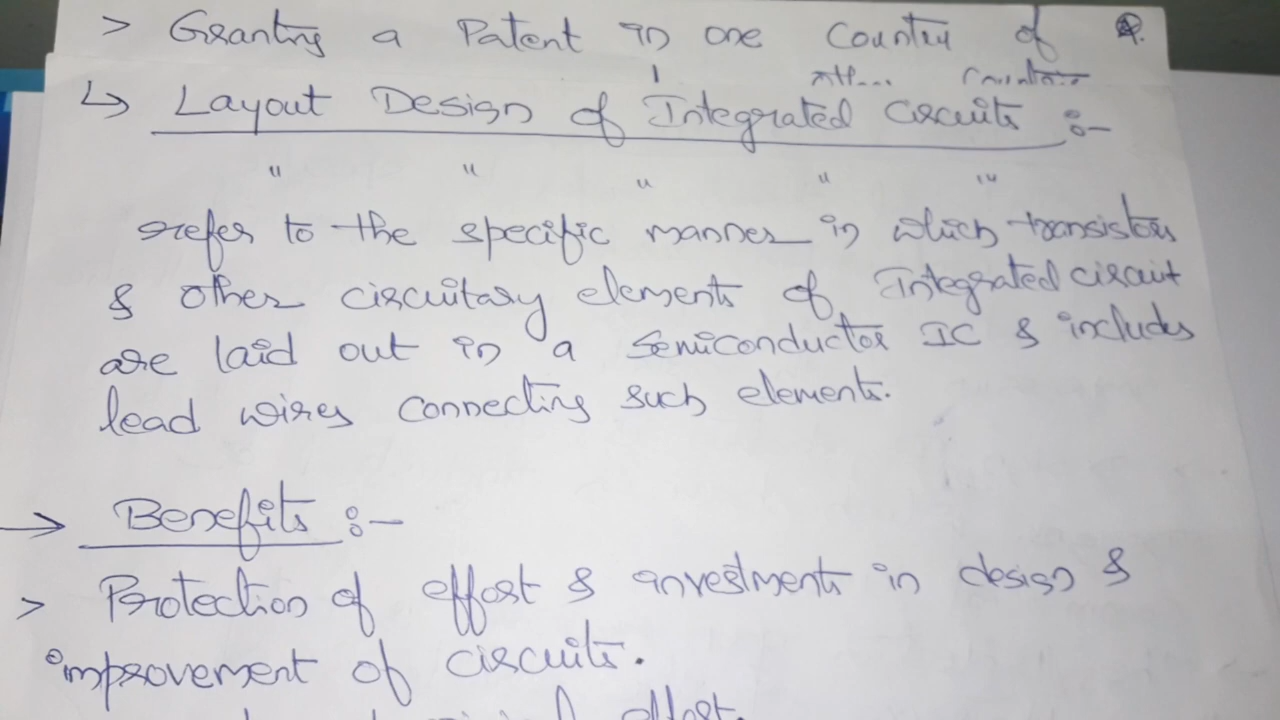 > Granting a Patent in one Country of
↳ Layout Design of Integrated Circuits :-
" " " " "
refer to the specific manner in which transistors
& other circuitary elements of Integrated circuit
are laid out in a Semiconductor IC & includes
lead wires connecting such elements.
→ Benefits :-
> Protection of effort & investment in design &
improvement of circuits.
effort.